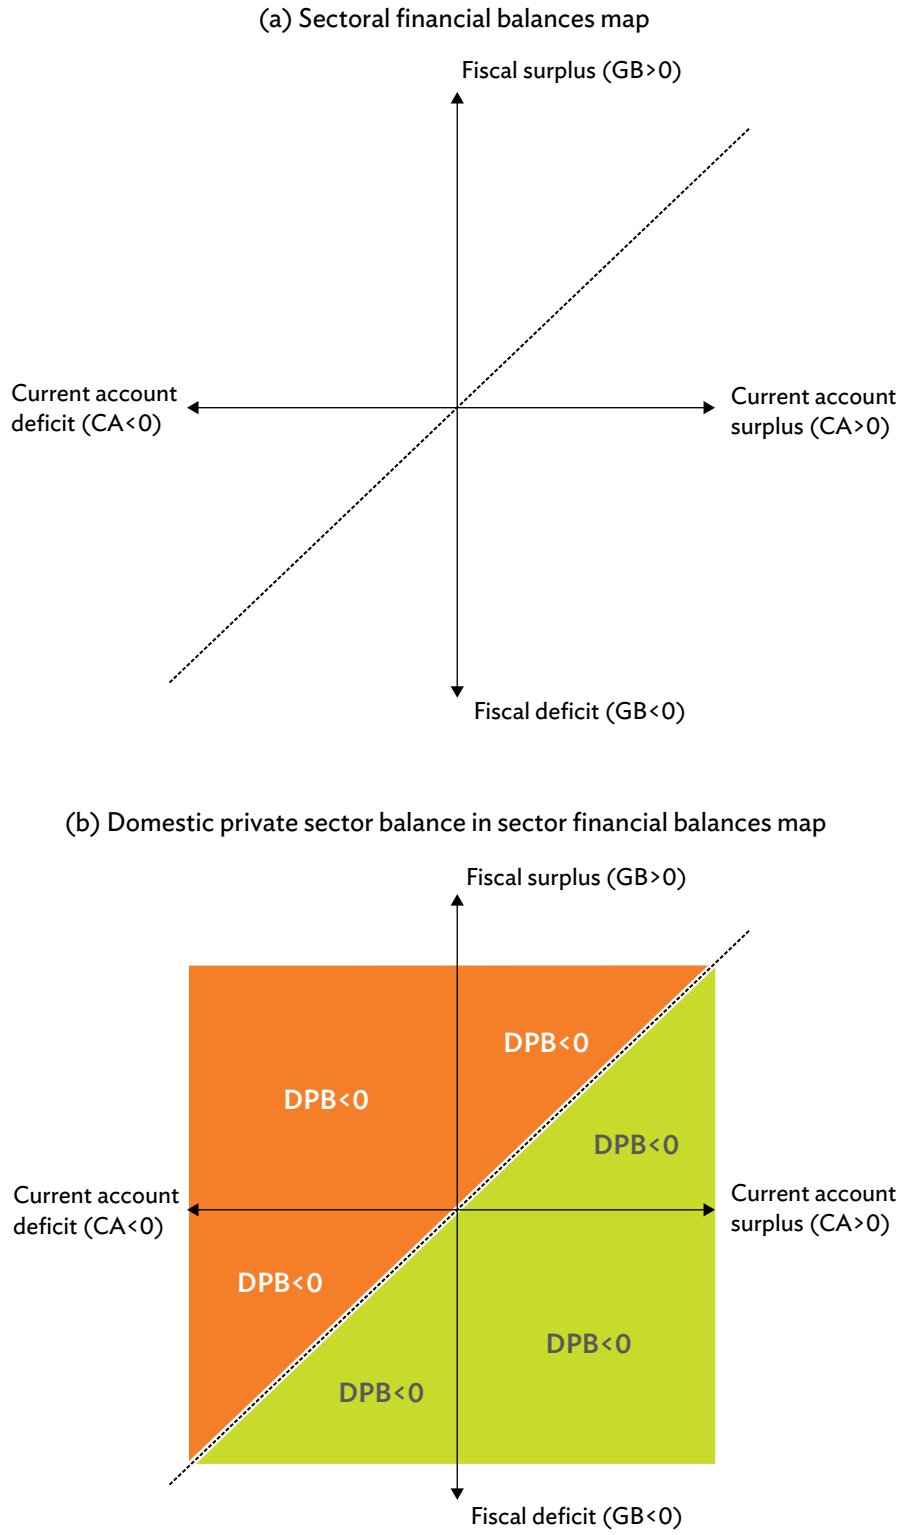 (a) Sectoral financial balances map
Fiscal surplus (GB>0)
Current account
deficit (CA<0)
Current account
surplus (CA>0)
Fiscal deficit (GB<0)
(b) Domestic private sector balance in sector financial balances map
Fiscal surplus (GB>0)
DPB<0
DPB<0
DPB<0
Current account
deficit (CA<0)
Current account
surplus (CA>0)
DPB<0
DPB<0
DPB<0
Fiscal deficit (GB<0)